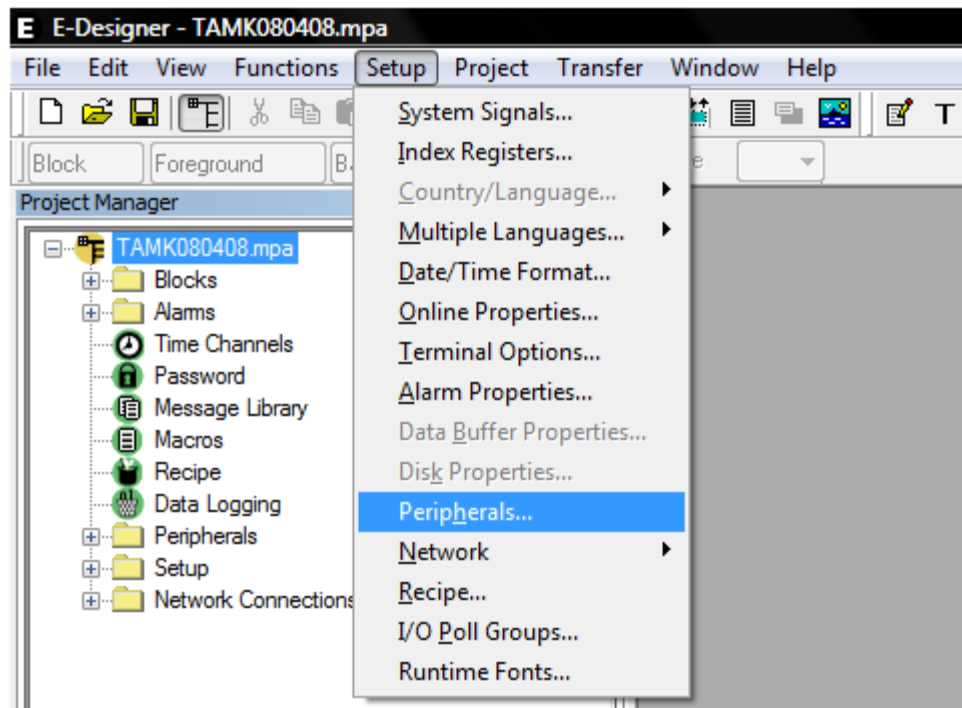 E E-Designer - TAMK080408.mpa
File Edit View Functions Setup Project Transfer Window Help
T
Block Foreground
Project Manager
TAMK080408.mpa
Blocks
Alarms
Time Channels
Password
Message Library
Macros
Recipe
Data Logging
Peripherals
Setup
Network Connections
System Signals...
Index Registers...
Country/Language...
Multiple Languages...
Date/Time Format...
Online Properties...
Terminal Options...
Alarm Properties...
Data Buffer Properties...
Disk Properties...
Peripherals...
Network
Recipe...
I/O Poll Groups...
Runtime Fonts...